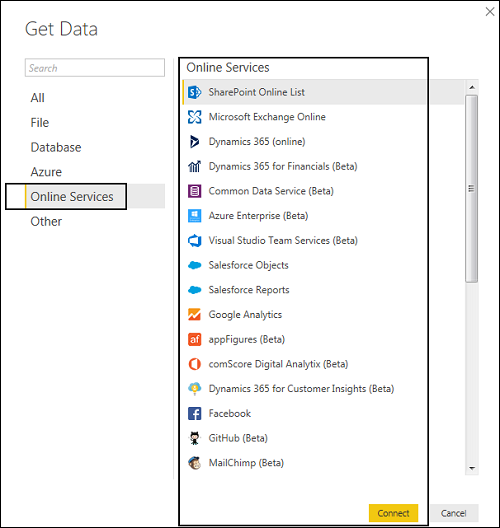 Get Data
Search
All
File
Database
Azure
Online Services
Other
Online Services
SharePoint Online List
Microsoft Exchange Online
Dynamics 365 (online)
Dynamics 365 for Financials (Beta)
Common Data Service (Beta)
Azure Enterprise (Beta)
Visual Studio Team Services (Beta)
Salesforce Objects
Salesforce Reports
Google Analytics
appFigures (Beta)
comScore Digital Analytix (Beta)
Dynamics 365 for Customer Insights (Beta)
Facebook
GitHub (Beta)
MailChimp (Beta)
Connect
Cancel